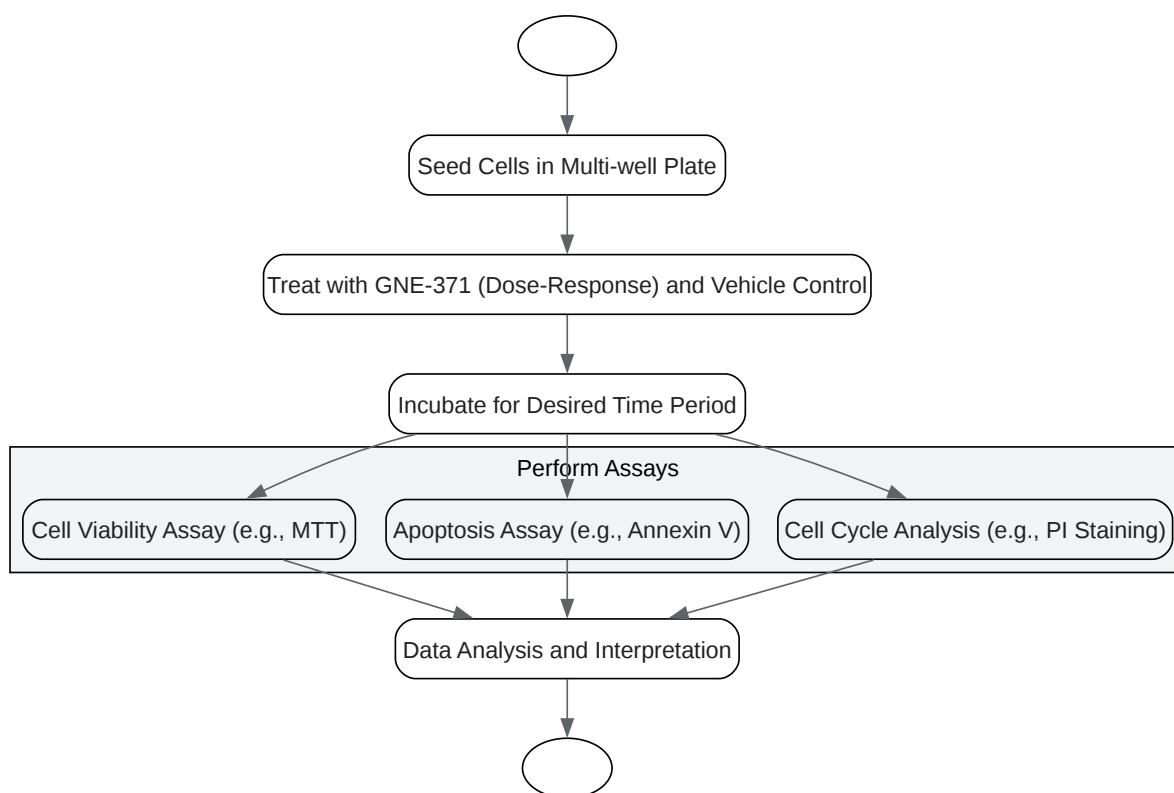 Seed Cells in Multi-well Plate
Treat with GNE-371 (Dose-Response) and Vehicle Control
Incubate for Desired Time Period
Perform Assays
Cell Viability Assay (e.g., MTT)
Apoptosis Assay (e.g., Annexin V)
Cell Cycle Analysis (e.g., PI Staining)
Data Analysis and Interpretation